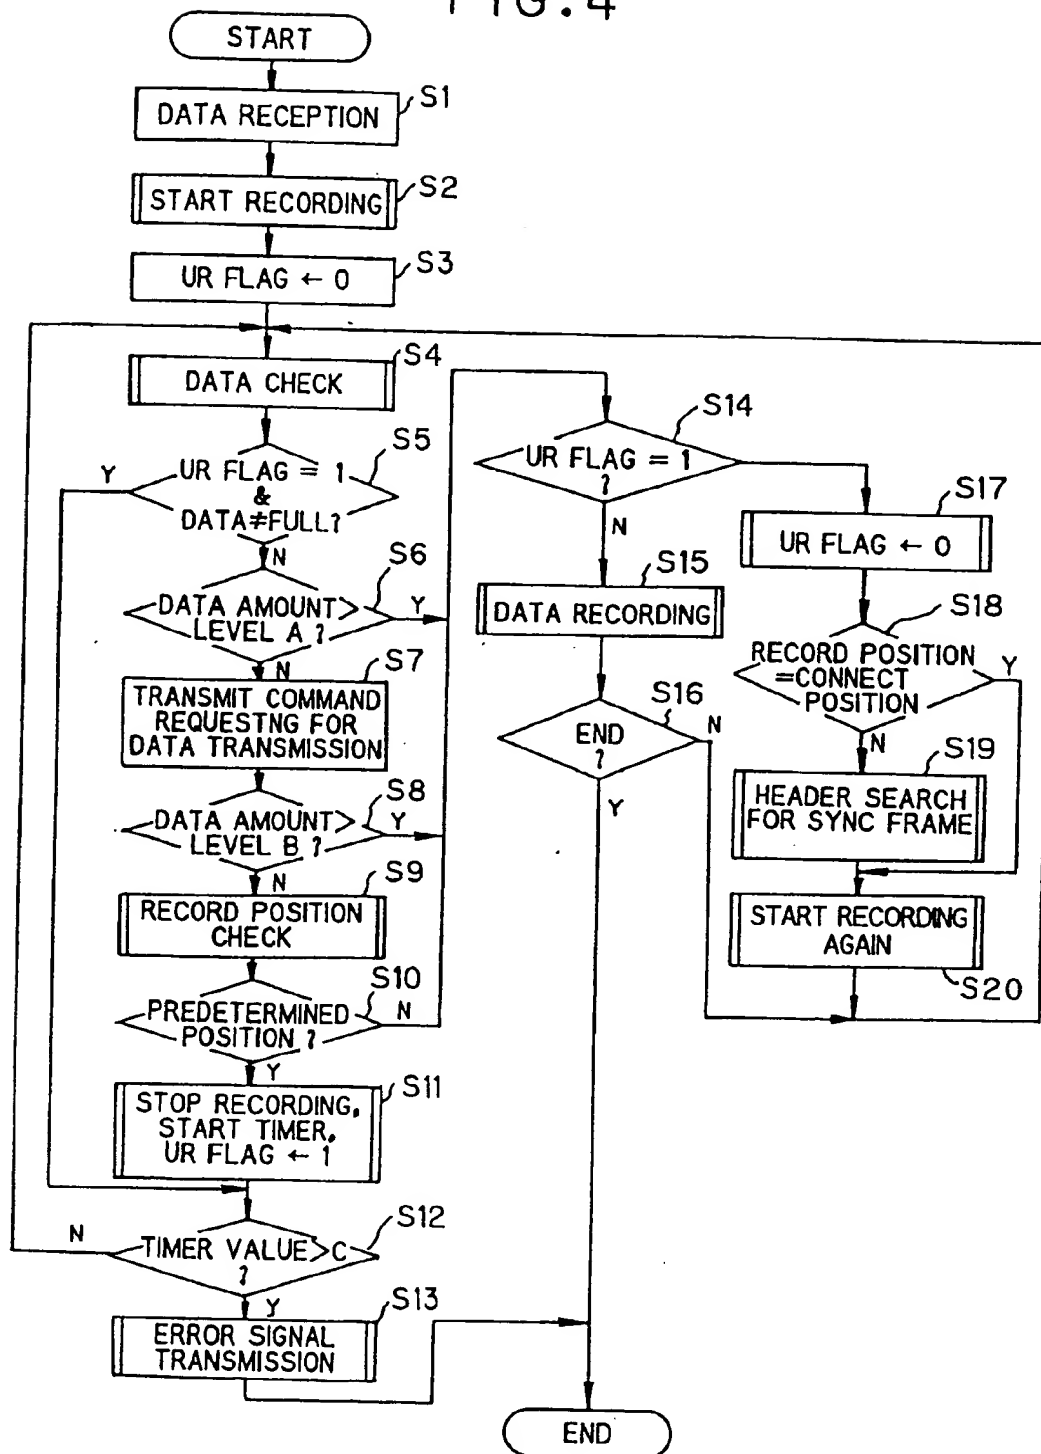 FIG.4
START
DATA RECEPTION
S1
START RECORDING
S2
UR FLAG ← 0
S3
DATA CHECK
S4
UR FLAG = 1
&
DATA≠FULL?
S5
Y
N
DATA AMOUNT>
LEVEL A ?
S6
Y
N
TRANSMIT COMMAND
REQUESTNG FOR
DATA TRANSMISSION
S7
DATA AMOUNT>
LEVEL B ?
S8
Y
N
RECORD POSITION
CHECK
S9
PREDETERMINED
POSITION ?
S10
N
Y
STOP RECORDING,
START TIMER,
UR FLAG ← 1
S11
TIMER VALUE>C
?
S12
N
Y
ERROR SIGNAL
TRANSMISSION
S13
UR FLAG = 1
?
S14
N
DATA RECORDING
S15
END
?
S16
N
Y
UR FLAG ← 0
S17
RECORD POSITION
=CONNECT
POSITION
S18
Y
N
HEADER SEARCH
FOR SYNC FRAME
S19
START RECORDING
AGAIN
S20
END